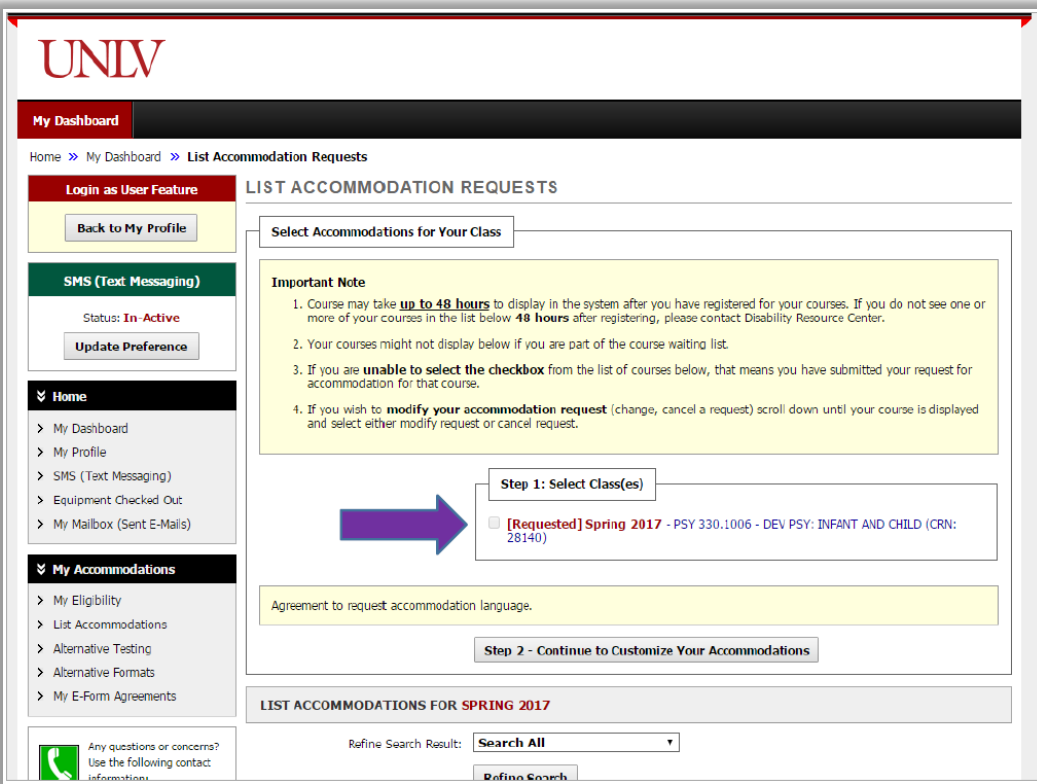 UNLV
My Dashboard
Home » My Dashboard » List Accommodation Requests
Login as User Feature
Back to My Profile
SMS (Text Messaging)
Status: In-Active
Update Preference
Home
My Dashboard
My Profile
SMS (Text Messaging)
Equipment Checked Out
My Mailbox (Sent E-Mails)
My Accommodations
My Eligibility
List Accommodations
Alternative Testing
Alternative Formats
My E-Form Agreements
Any questions or concerns?
Use the following contact
information:
LIST ACCOMMODATION REQUESTS
Select Accommodations for Your Class
Important Note
1. Course may take up to 48 hours to display in the system after you have registered for your courses. If you do not see one or
more of your courses in the list below 48 hours after registering, please contact Disability Resource Center.
2. Your courses might not display below if you are part of the course waiting list.
3. If you are unable to select the checkbox from the list of courses below, that means you have submitted your request for
accommodation for that course.
4. If you wish to modify your accommodation request (change, cancel a request) scroll down until your course is displayed
and select either modify request or cancel request.
Step 1: Select Class(es)
[Requested] Spring 2017 - PSY 330.1006 - DEV PSY: INFANT AND CHILD (CRN:
28140)
Agreement to request accommodation language.
Step 2 - Continue to Customize Your Accommodations
LIST ACCOMMODATIONS FOR SPRING 2017
Refine Search Result: Search All
Refine Search